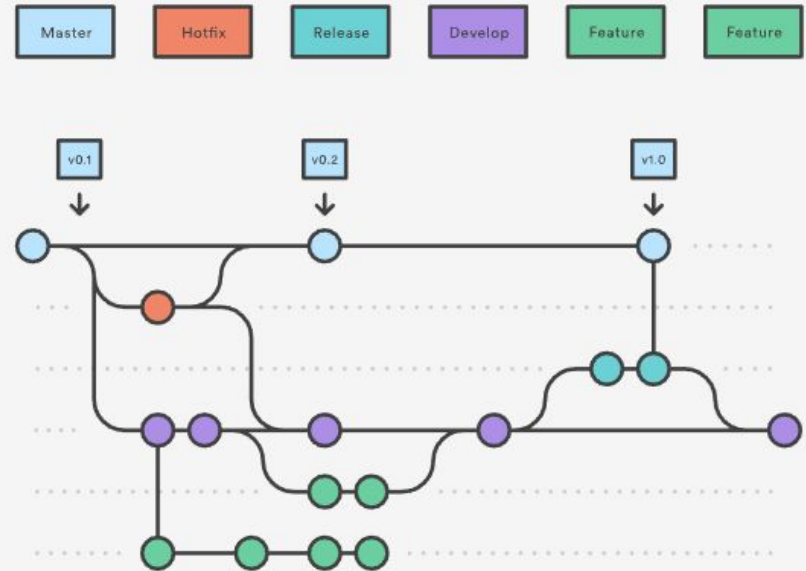 Master
Hotfix
Release
Develop
Feature
Feature
v0.1
v0.2
v1.0